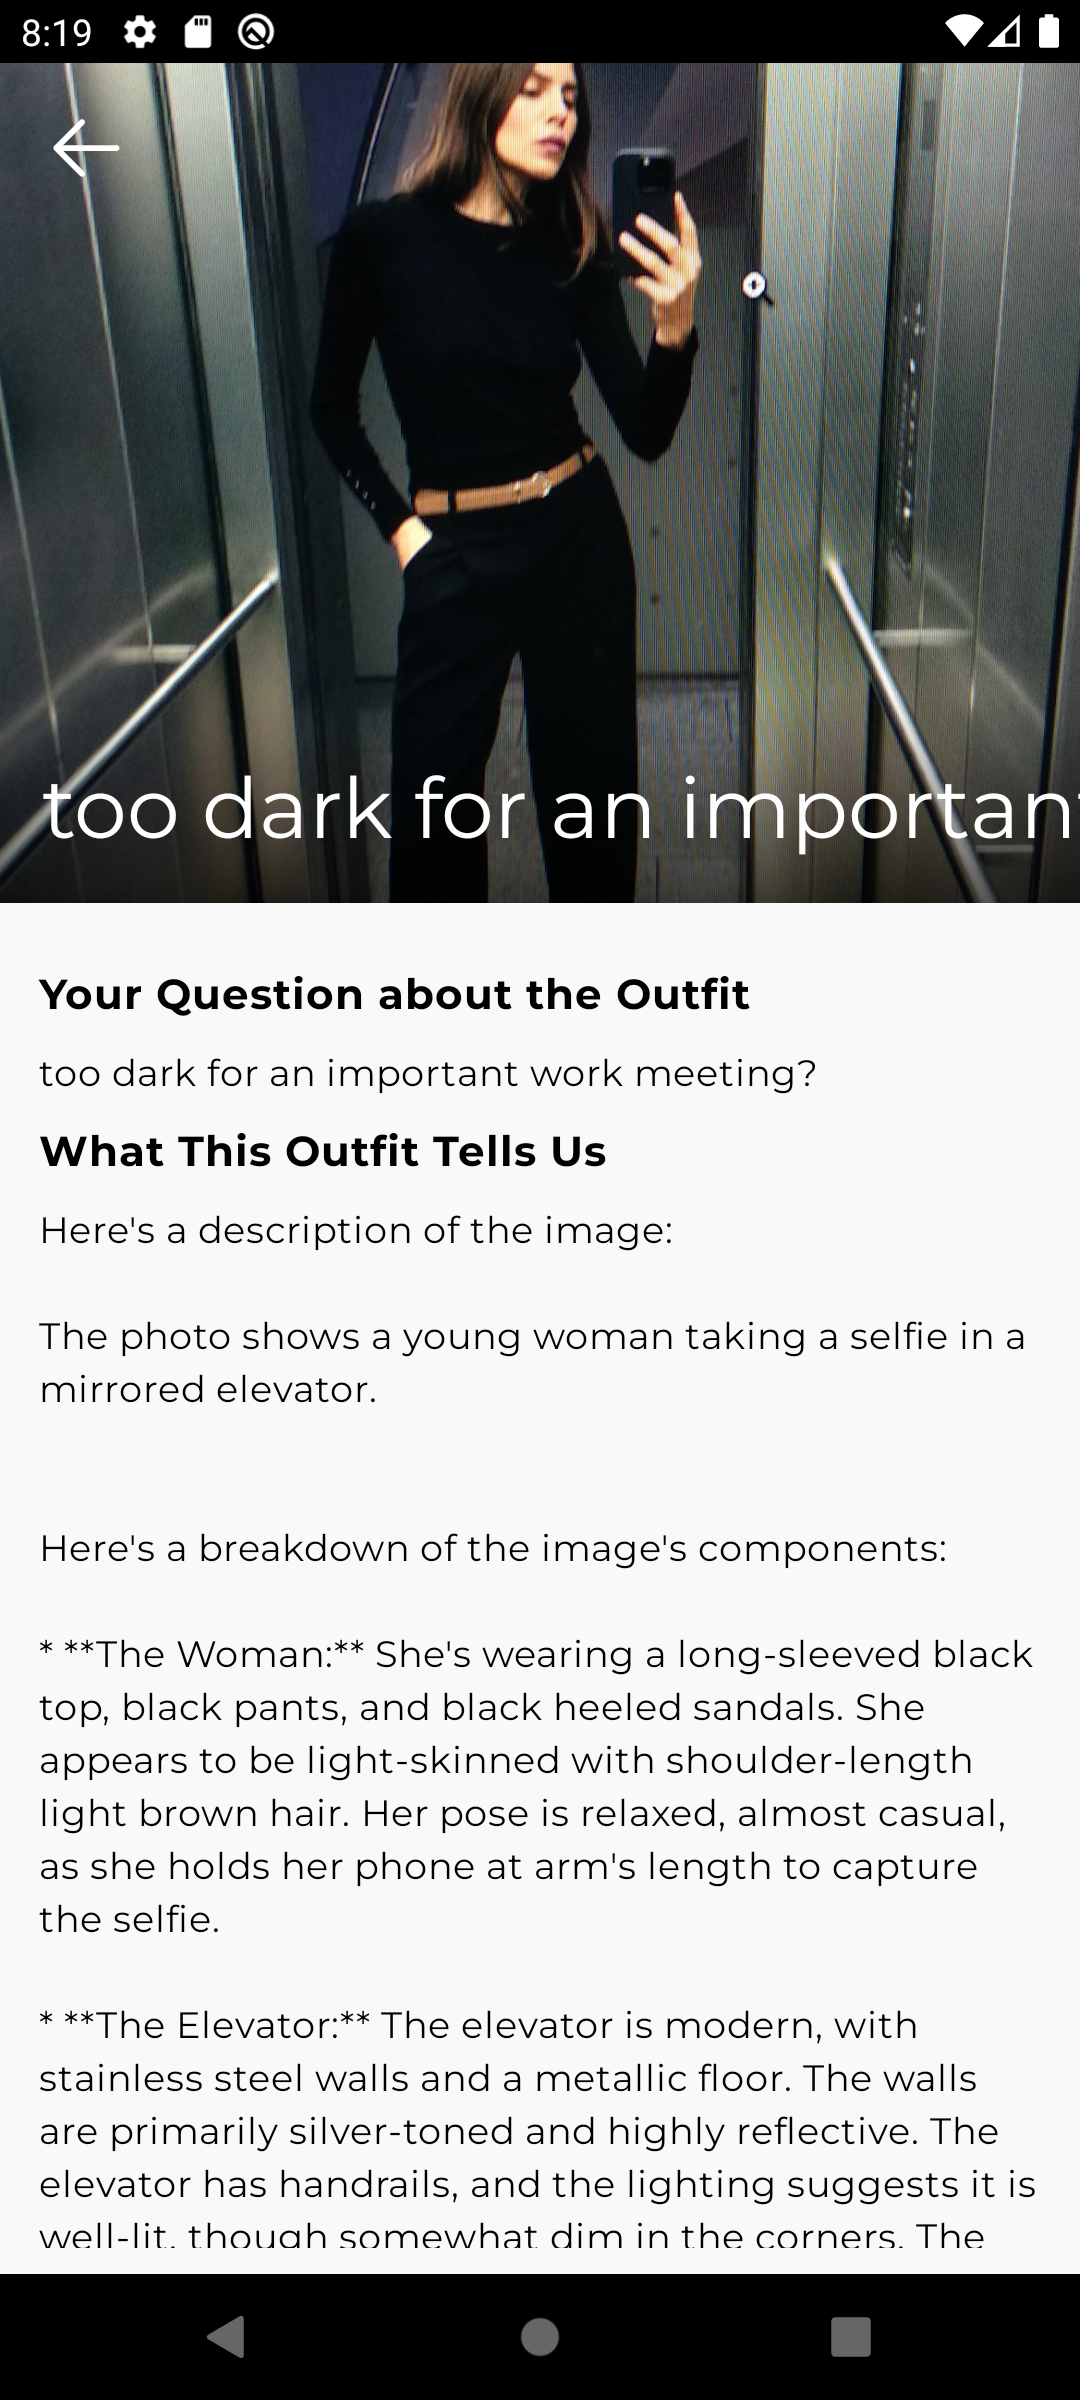 8:19
too dark for an important
Your Question about the Outfit
too dark for an important work meeting?
What This Outfit Tells Us
Here's a description of the image:
The photo shows a young woman taking a selfie in a
mirrored elevator.
Here's a breakdown of the image's components:
* **The Woman:** She's wearing a long-sleeved black
top, black pants, and black heeled sandals. She
appears to be light-skinned with shoulder-length
light brown hair. Her pose is relaxed, almost casual,
as she holds her phone at arm's length to capture
the selfie.
* **The Elevator:** The elevator is modern, with
stainless steel walls and a metallic floor. The walls
are primarily silver-toned and highly reflective. The
elevator has handrails, and the lighting suggests it is
well-lit, though somewhat dim in the corners. The